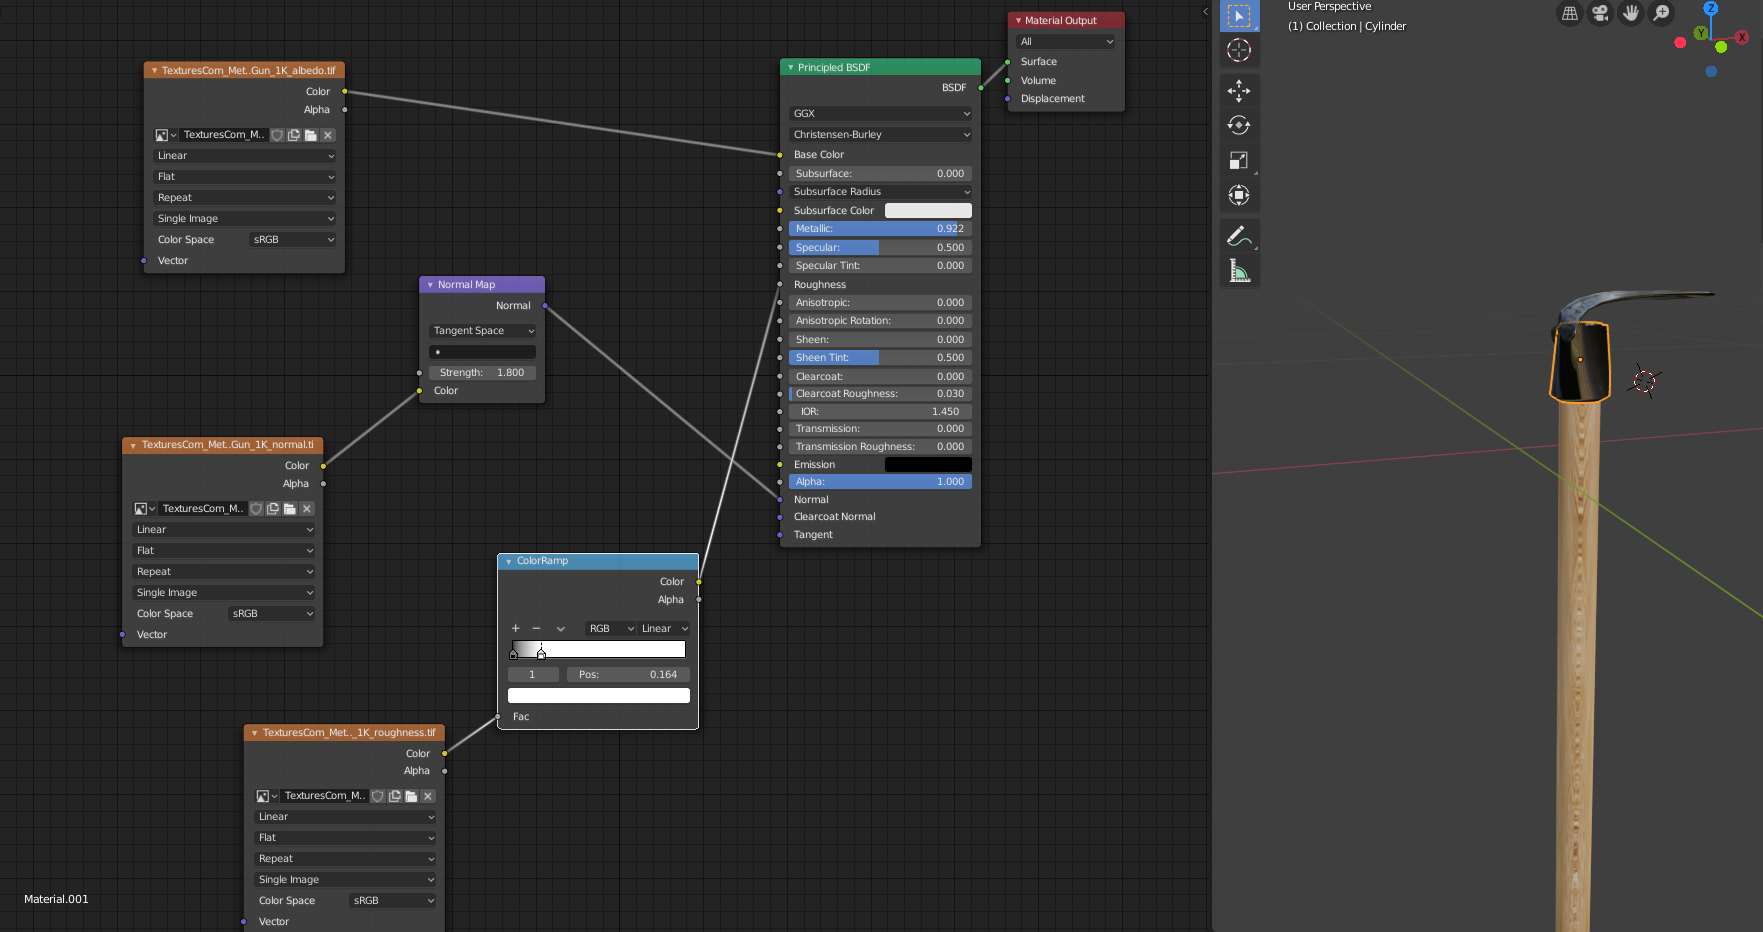 TexturesCom_Met..Gun_1K_albedo.tif
Color
Alpha
TexturesCom_M..
Linear
Flat
Repeat
Single Image
Color Space sRGB
Vector
Normal Map
Normal
Tangent Space
Strength: 1.800
Color
TexturesCom_Met..Gun_1K_normal.ti
Color
Alpha
TexturesCom_M..
Linear
Flat
Repeat
Single Image
Color Space sRGB
Vector
ColorRamp
Color
Alpha
RGB Linear
1 Pos: 0.164
Fac
TexturesCom_Met.._1K_roughness.tif
Color
Alpha
TexturesCom_M..
Linear
Flat
Repeat
Single Image
Color Space sRGB
Vector
Material.001
Principled BSDF
BSDF
GGX
Christensen-Burley
Base Color
Subsurface: 0.000
Subsurface Radius
Subsurface Color
Metallic: 0.922
Specular: 0.500
Specular Tint: 0.000
Roughness
Anisotropic: 0.000
Anisotropic Rotation: 0.000
Sheen: 0.000
Sheen Tint: 0.500
Clearcoat: 0.000
Clearcoat Roughness: 0.030
IOR: 1.450
Transmission: 0.000
Transmission Roughness: 0.000
Emission
Alpha: 1.000
Normal
Clearcoat Normal
Tangent
Material Output
All
Surface
Volume
Displacement
User Perspective
(1) Collection | Cylinder
Z
Y
X